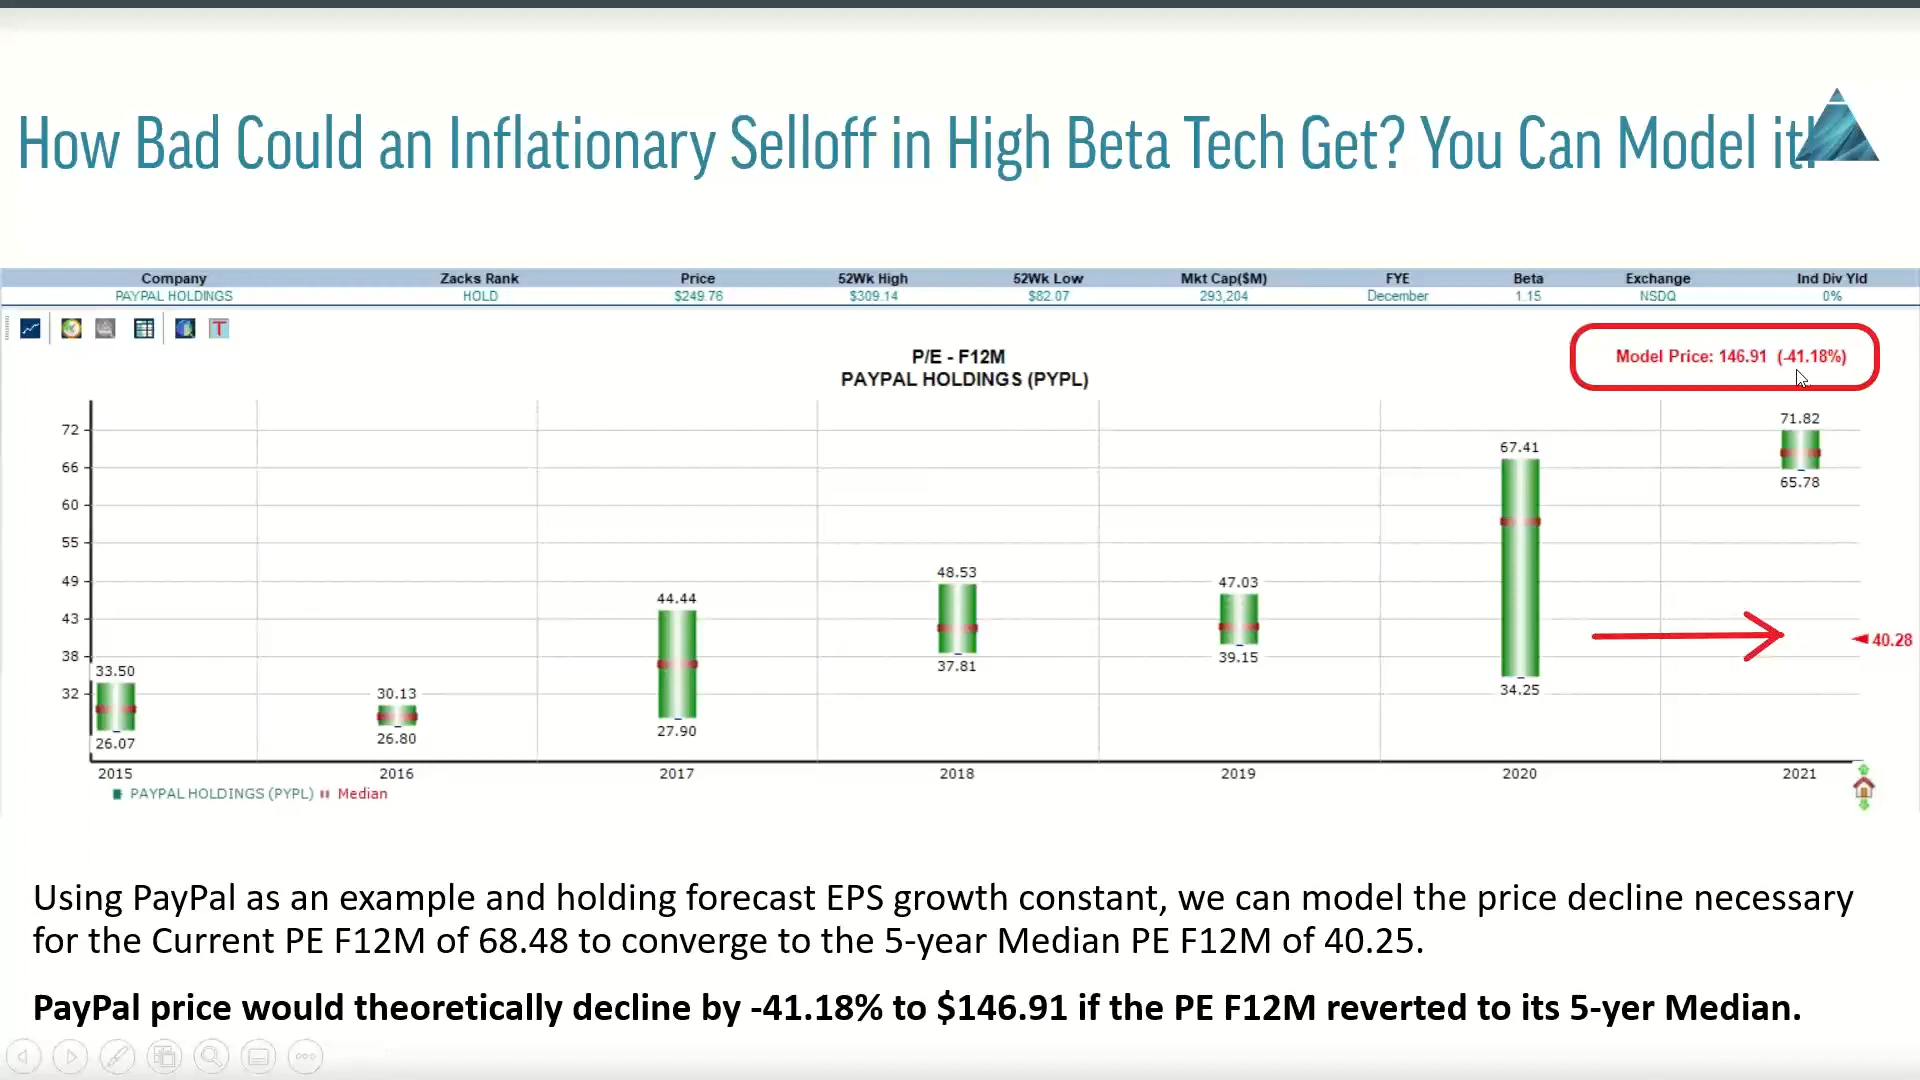 How Bad Could an Inflationary Selloff in High Beta Tech Get? You Can Model it!
Company Zacks Rank Price 52Wk High 52Wk Low Mkt Cap($M) FYE Beta Exchange Ind Div Yld
PAYPAL HOLDINGS HOLD $249.76 $309.14 $82.07 293,204 December 1.15 NSDQ 0%
T
P/E - F12M
PAYPAL HOLDINGS (PYPL)
Model Price: 146.91 (-41.18%)
72
66
60
55
49
43
38
32
33.50
26.07
30.13
26.80
44.44
27.90
48.53
37.81
47.03
39.15
67.41
34.25
71.82
65.78
40.28
2015 2016 2017 2018 2019 2020 2021
PAYPAL HOLDINGS (PYPL) Median
Using PayPal as an example and holding forecast EPS growth constant, we can model the price decline necessary
for the Current PE F12M of 68.48 to converge to the 5-year Median PE F12M of 40.25.
PayPal price would theoretically decline by -41.18% to $146.91 if the PE F12M reverted to its 5-yer Median.